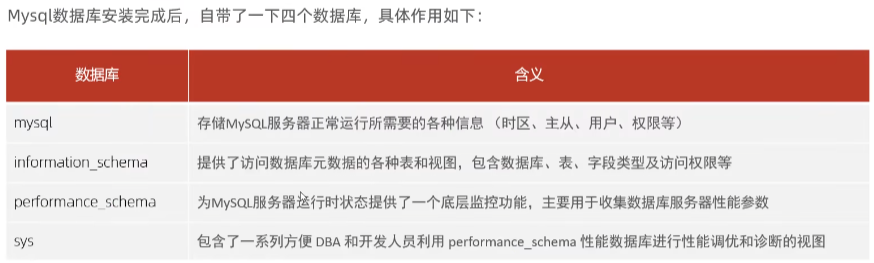 Mysql数据库安装完成后，自带了一下四个数据库，具体作用如下：
数据库 含义
mysql 存储MySQL服务器正常运行所需要的各种信息 （时区、主从、用户、权限等）
information_schema 提供了访问数据库元数据的各种表和视图，包含数据库、表、字段类型及访问权限等
performance_schema 为MySQL服务器运行时状态提供了一个底层监控功能，主要用于收集数据库服务器性能参数
sys 包含了一系列方便 DBA 和开发人员利用 performance_schema 性能数据库进行性能调优和诊断的视图